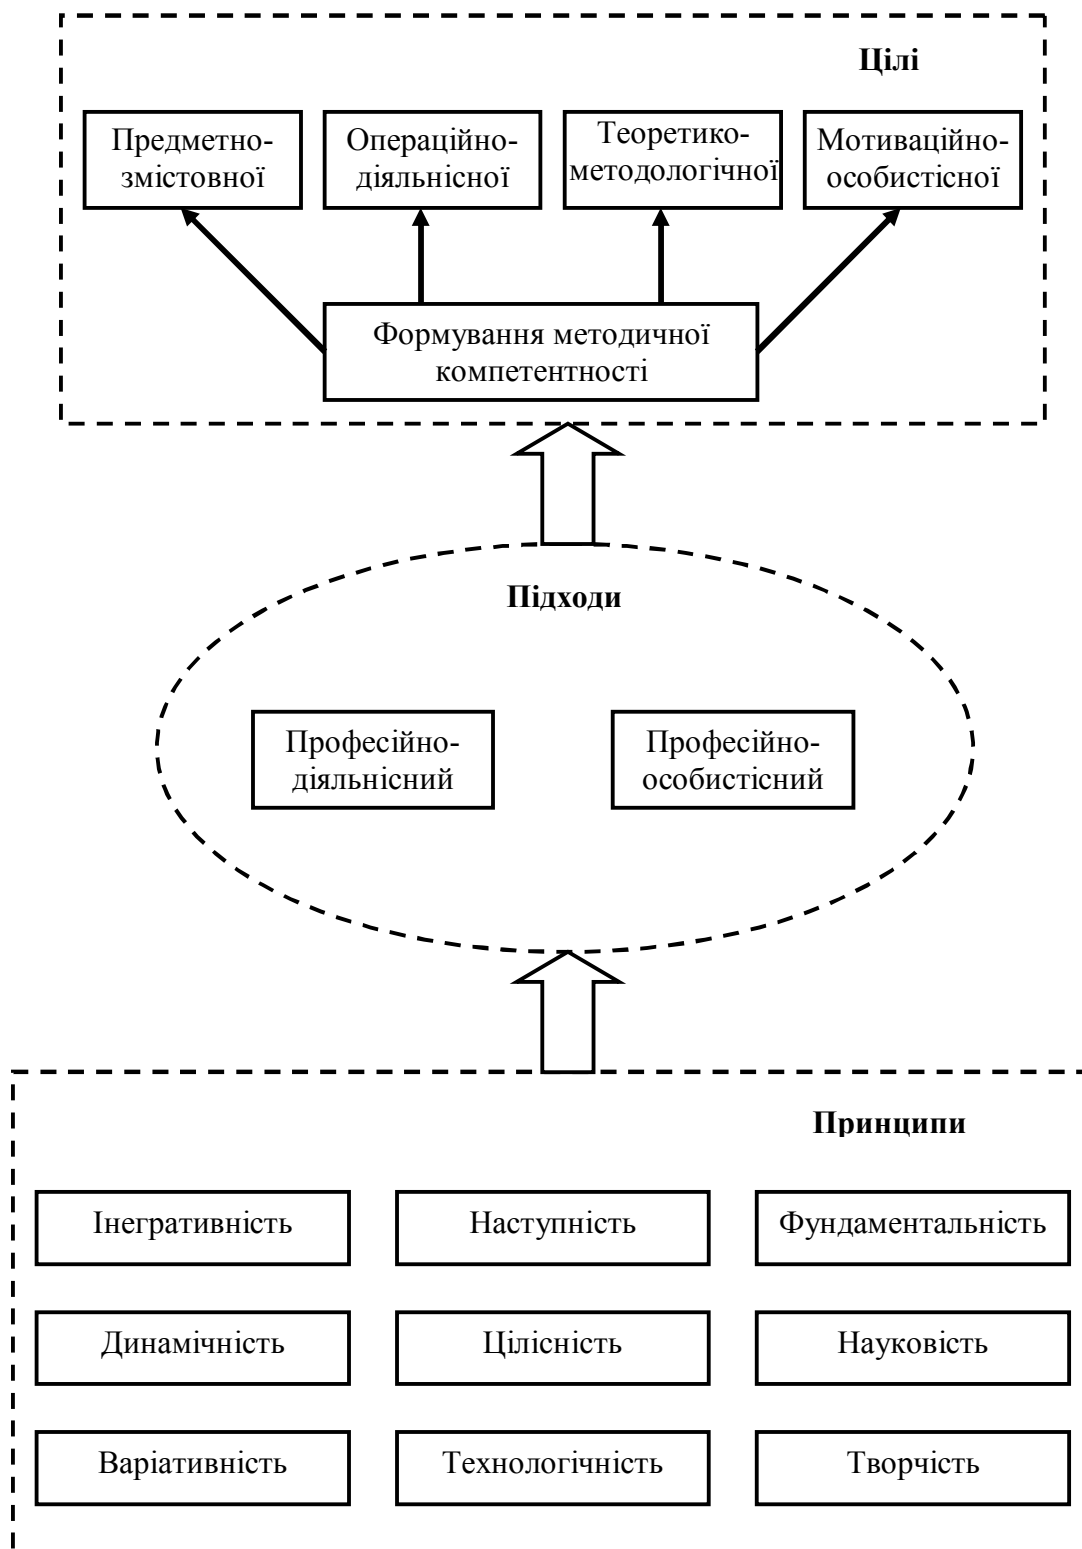 Цілі
Предметно-
змістовної
Операційно-
діяльнісної
Теоретико-
методологічної
Мотиваційно-
особистісної
Формування методичної
компетентності
Підходи
Професійно-
діяльнісний
Професійно-
особистісний
Принципи
Інегративність
Наступність
Фундаментальність
Динамічність
Цілісність
Науковість
Варіативність
Технологічність
Творчість